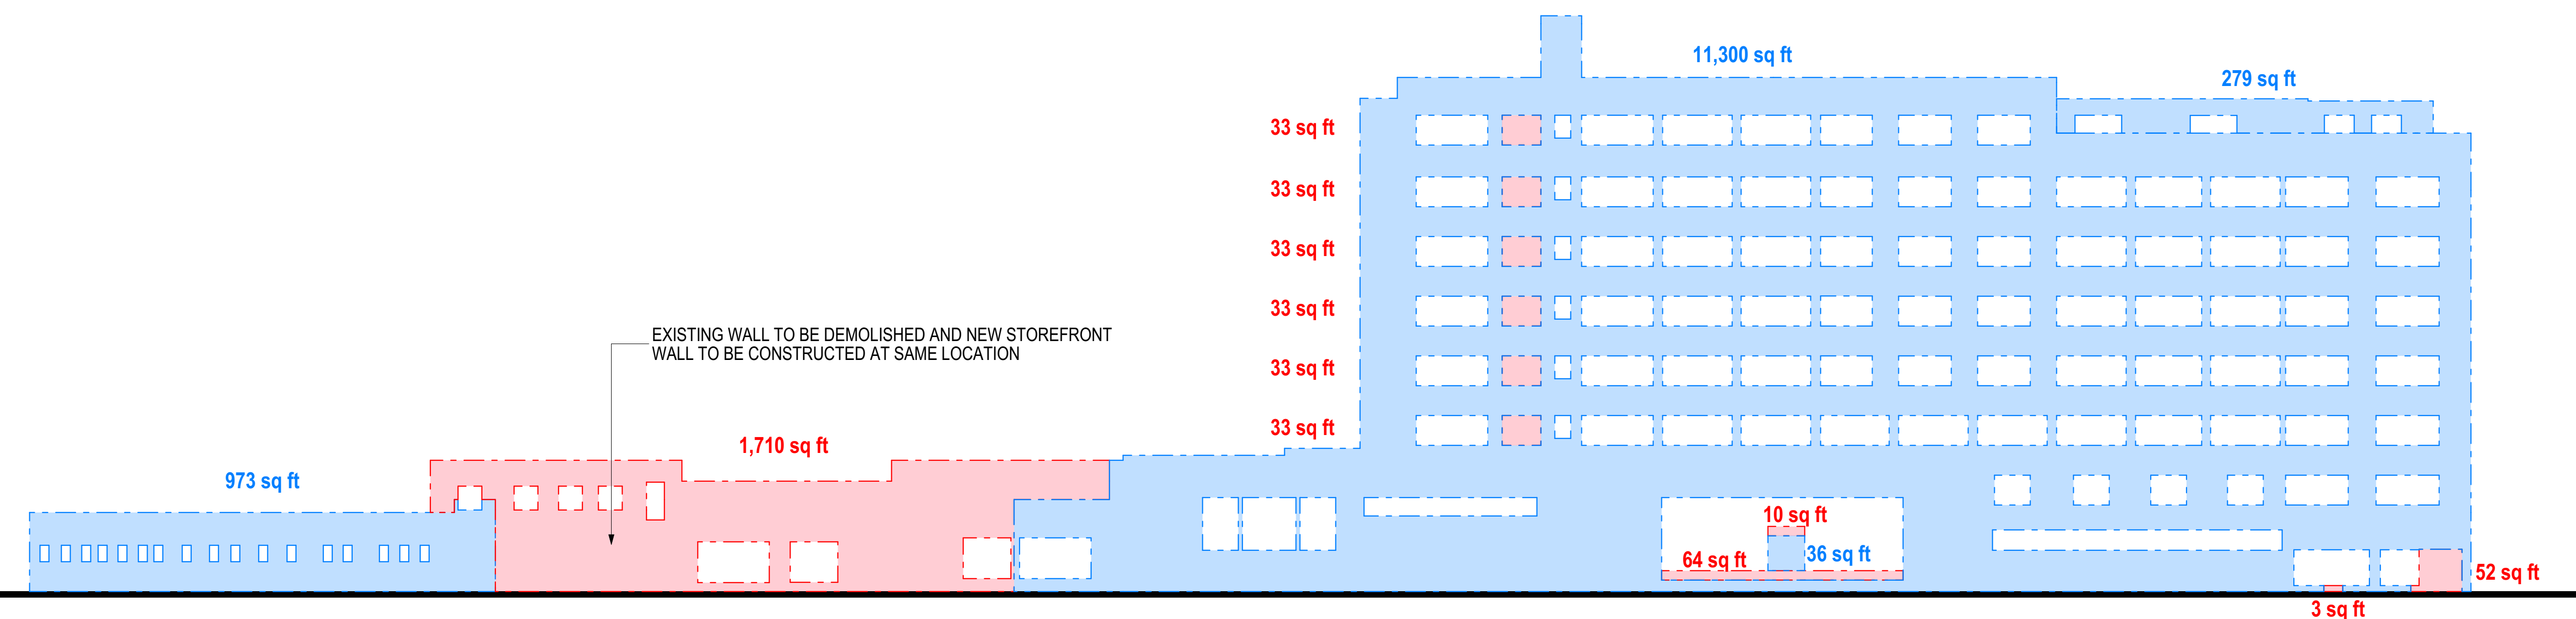 11,300 sq ft
279 sq ft
33 sq ft
33 sq ft
33 sq ft
33 sq ft
33 sq ft
33 sq ft
EXISTING WALL TO BE DEMOLISHED AND NEW STOREFRONT
WALL TO BE CONSTRUCTED AT SAME LOCATION
1,710 sq ft
973 sq ft
10 sq ft
64 sq ft
36 sq ft
52 sq ft
3 sq ft